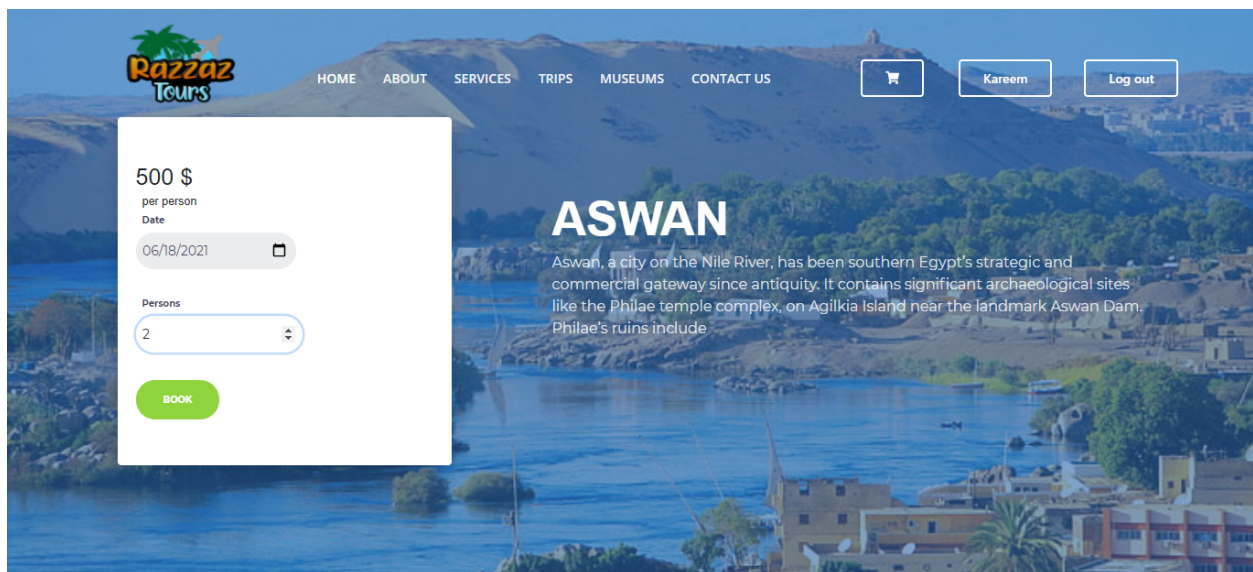 Razzaz
Tours
HOME ABOUT SERVICES TRIPS MUSEUMS CONTACT US Kareem Log out
500 $
per person
Date
06/18/2021
Persons
2
BOOK
ASWAN
Aswan, a city on the Nile River, has been southern Egypt's strategic and
commercial gateway since antiquity. It contains significant archaeological sites
like the Philae temple complex, on Agilkia Island near the landmark Aswan Dam.
Philae's ruins include